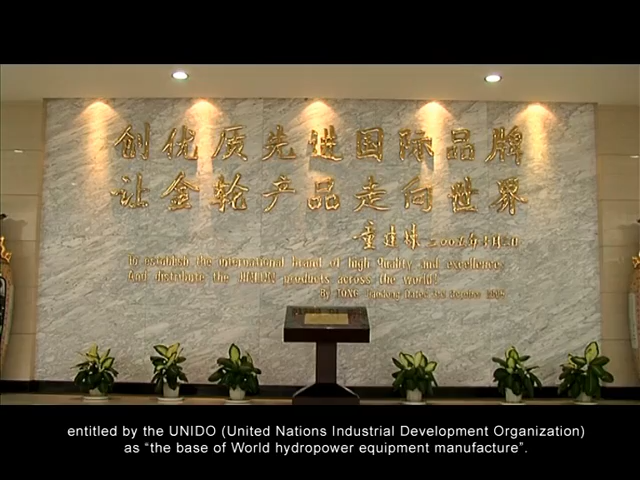 创优质先进国际品牌
让金轮产品走向世界
To establish the international brand of high quality and excellence,
And distribute the products across the world!
entitled by the UNIDO (United Nations Industrial Development Organization)
as “the base of World hydropower equipment manufacture”.